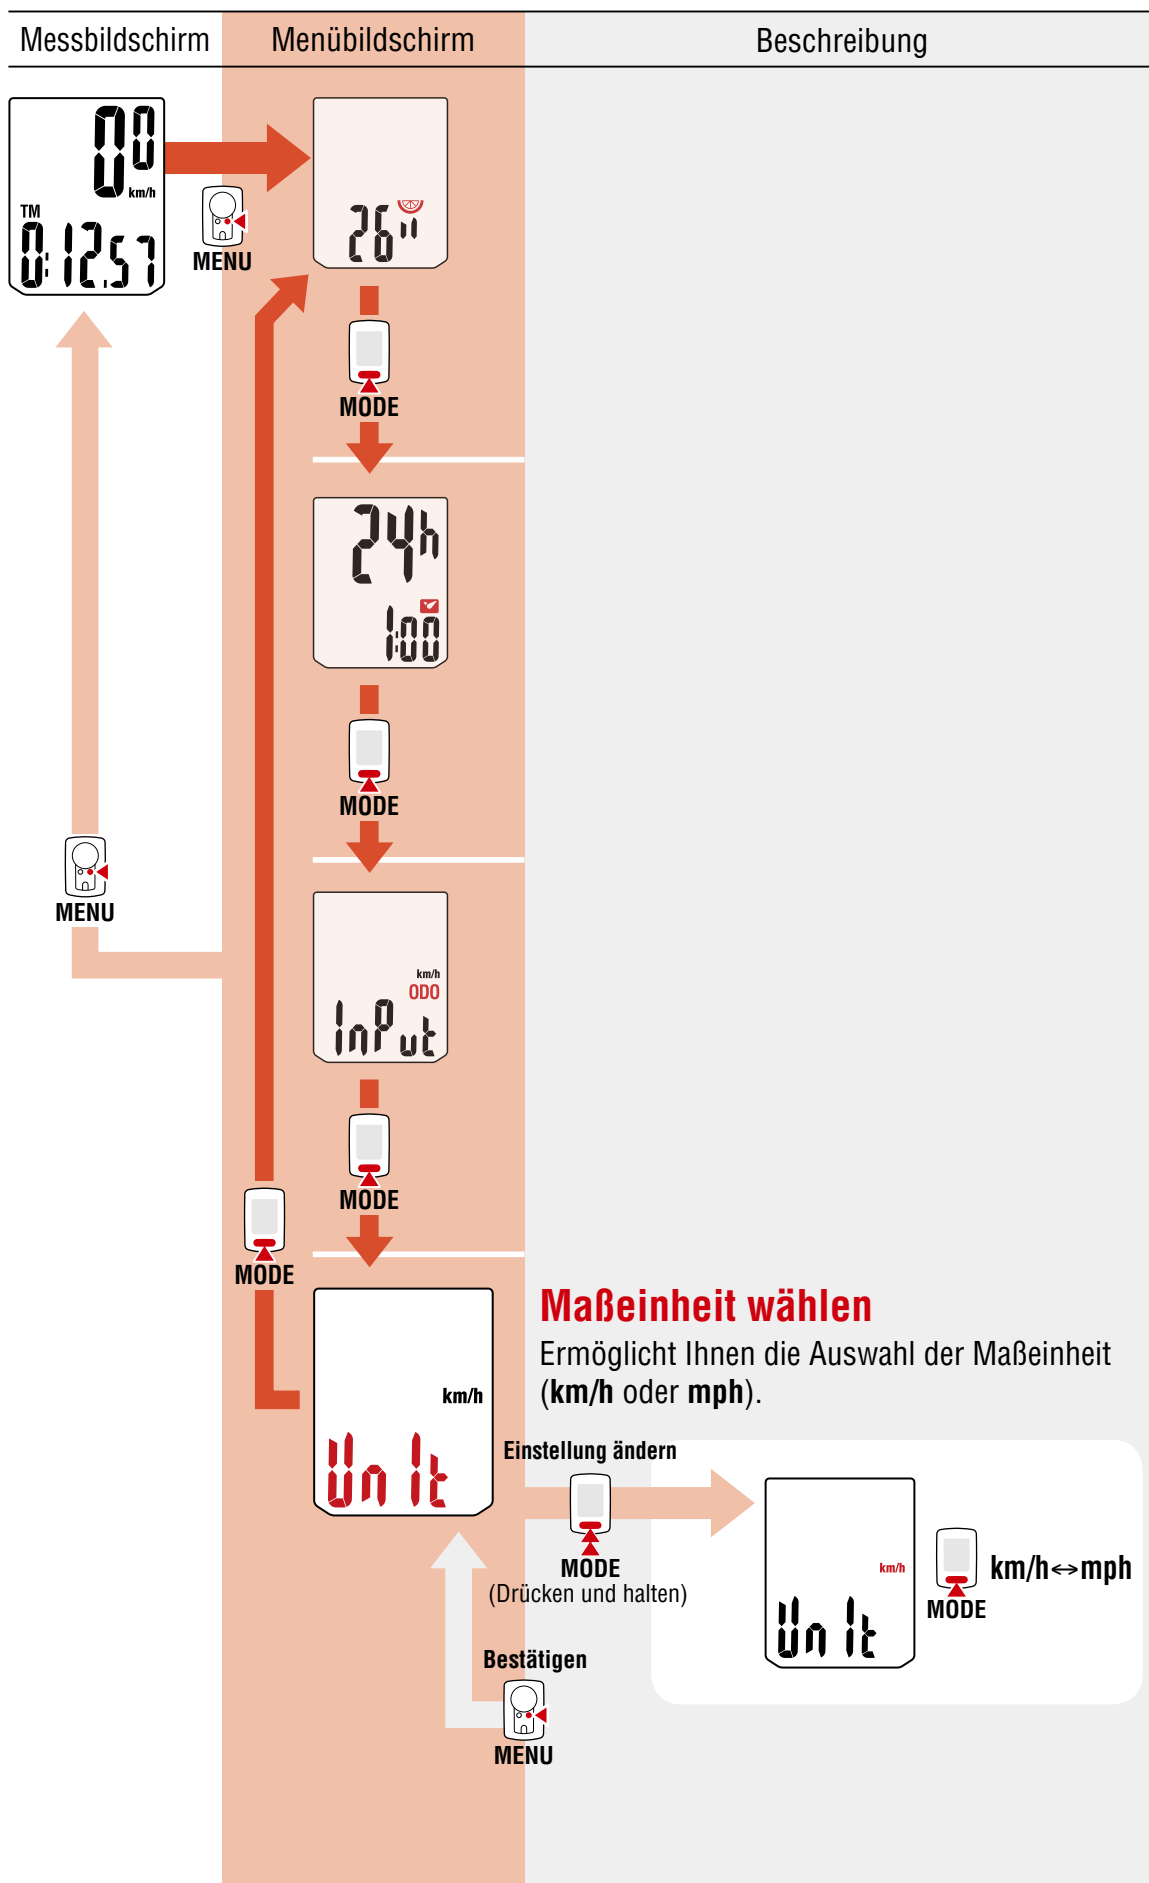 Messbildschirm Menübildschirm Beschreibung
00
km/h
TM
0:12.57
MENU
26"
MODE
24h
1:00
MODE
MENU
km/h
ODO
InPut
MODE
MODE
Maßeinheit wählen
Ermöglicht Ihnen die Auswahl der Maßeinheit
(km/h oder mph).
km/h
UnIt
Einstellung ändern
MODE
(Drücken und halten)
km/h
UnIt
MODE
km/h↔mph
Bestätigen
MENU